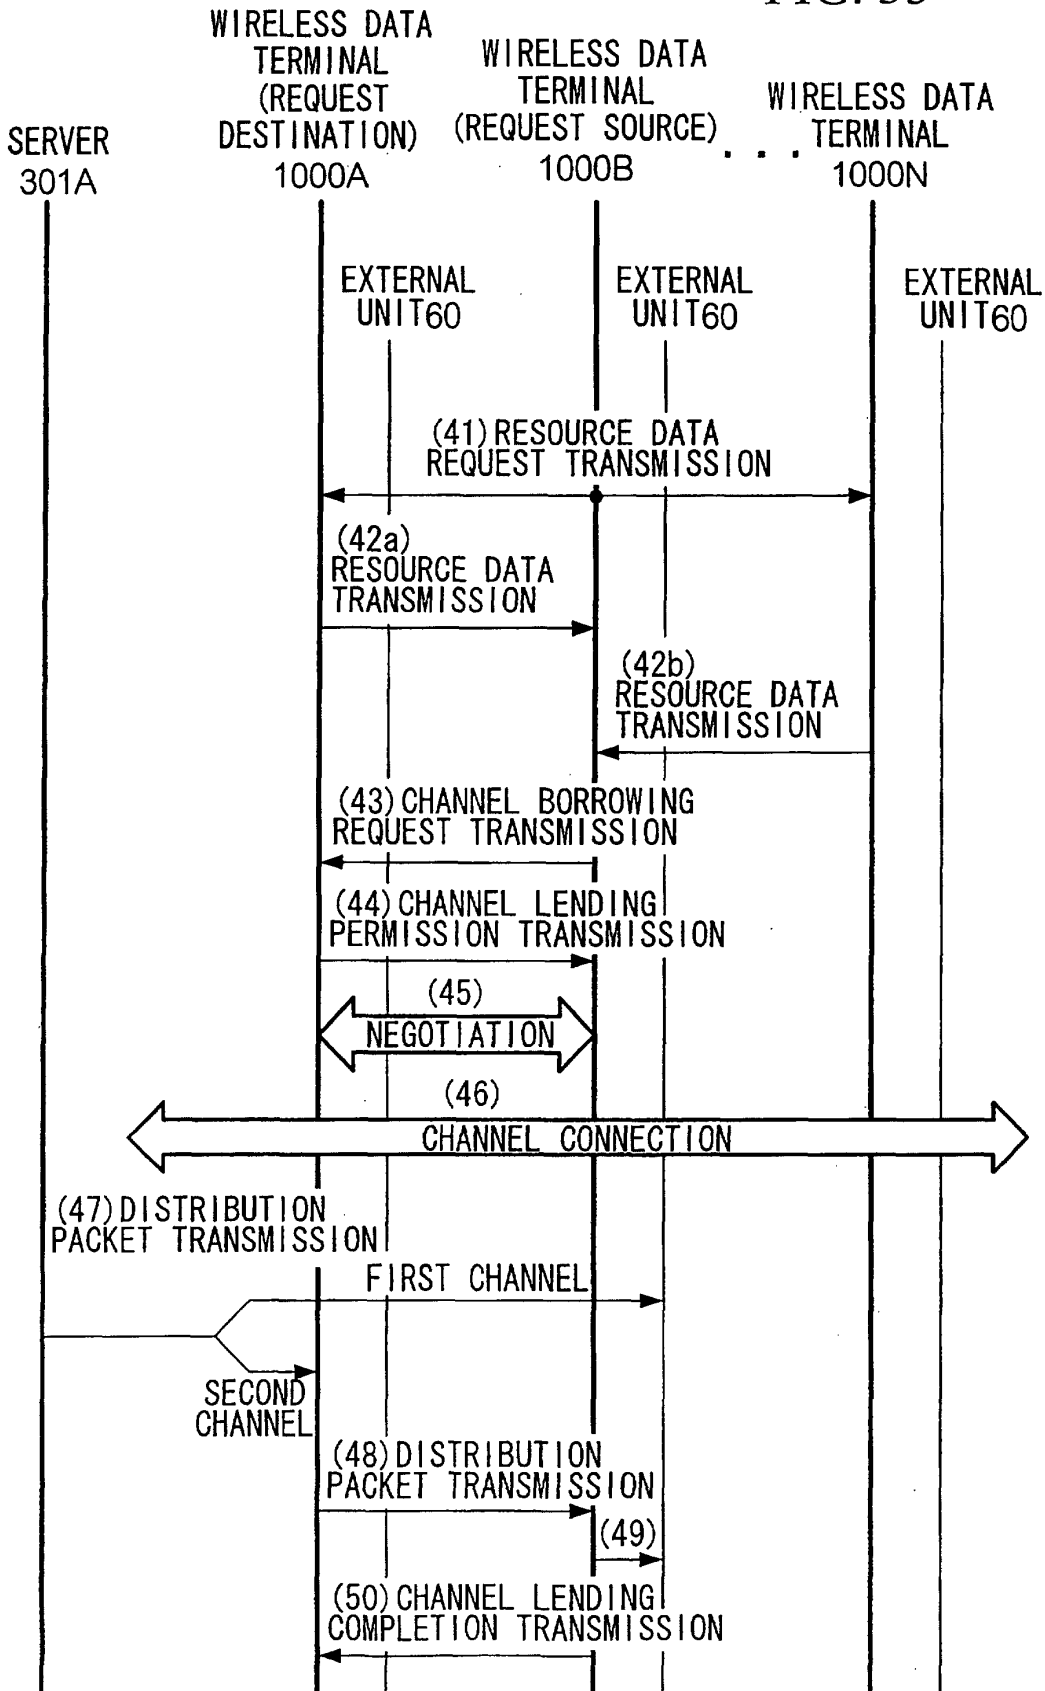 WIRELESS DATA
TERMINAL
(REQUEST
DESTINATION)
1000A
WIRELESS DATA
TERMINAL
(REQUEST SOURCE)
1000B
. . .
WIRELESS DATA
TERMINAL
1000N
SERVER
301A
EXTERNAL
UNIT60
EXTERNAL
UNIT60
EXTERNAL
UNIT60
(41)RESOURCE DATA
REQUEST TRANSMISSION
(42a)
RESOURCE DATA
TRANSMISSION
(42b)
RESOURCE DATA
TRANSMISSION
(43)CHANNEL BORROWING
REQUEST TRANSMISSION
(44)CHANNEL LENDING
PERMISSION TRANSMISSION
(45)
NEGOTIATION
(46)
CHANNEL CONNECTION
(47)DISTRIBUTION
PACKET TRANSMISSION
FIRST CHANNEL
SECOND
CHANNEL
(48)DISTRIBUTION
PACKET TRANSMISSION
(49)
(50)CHANNEL LENDING
COMPLETION TRANSMISSION